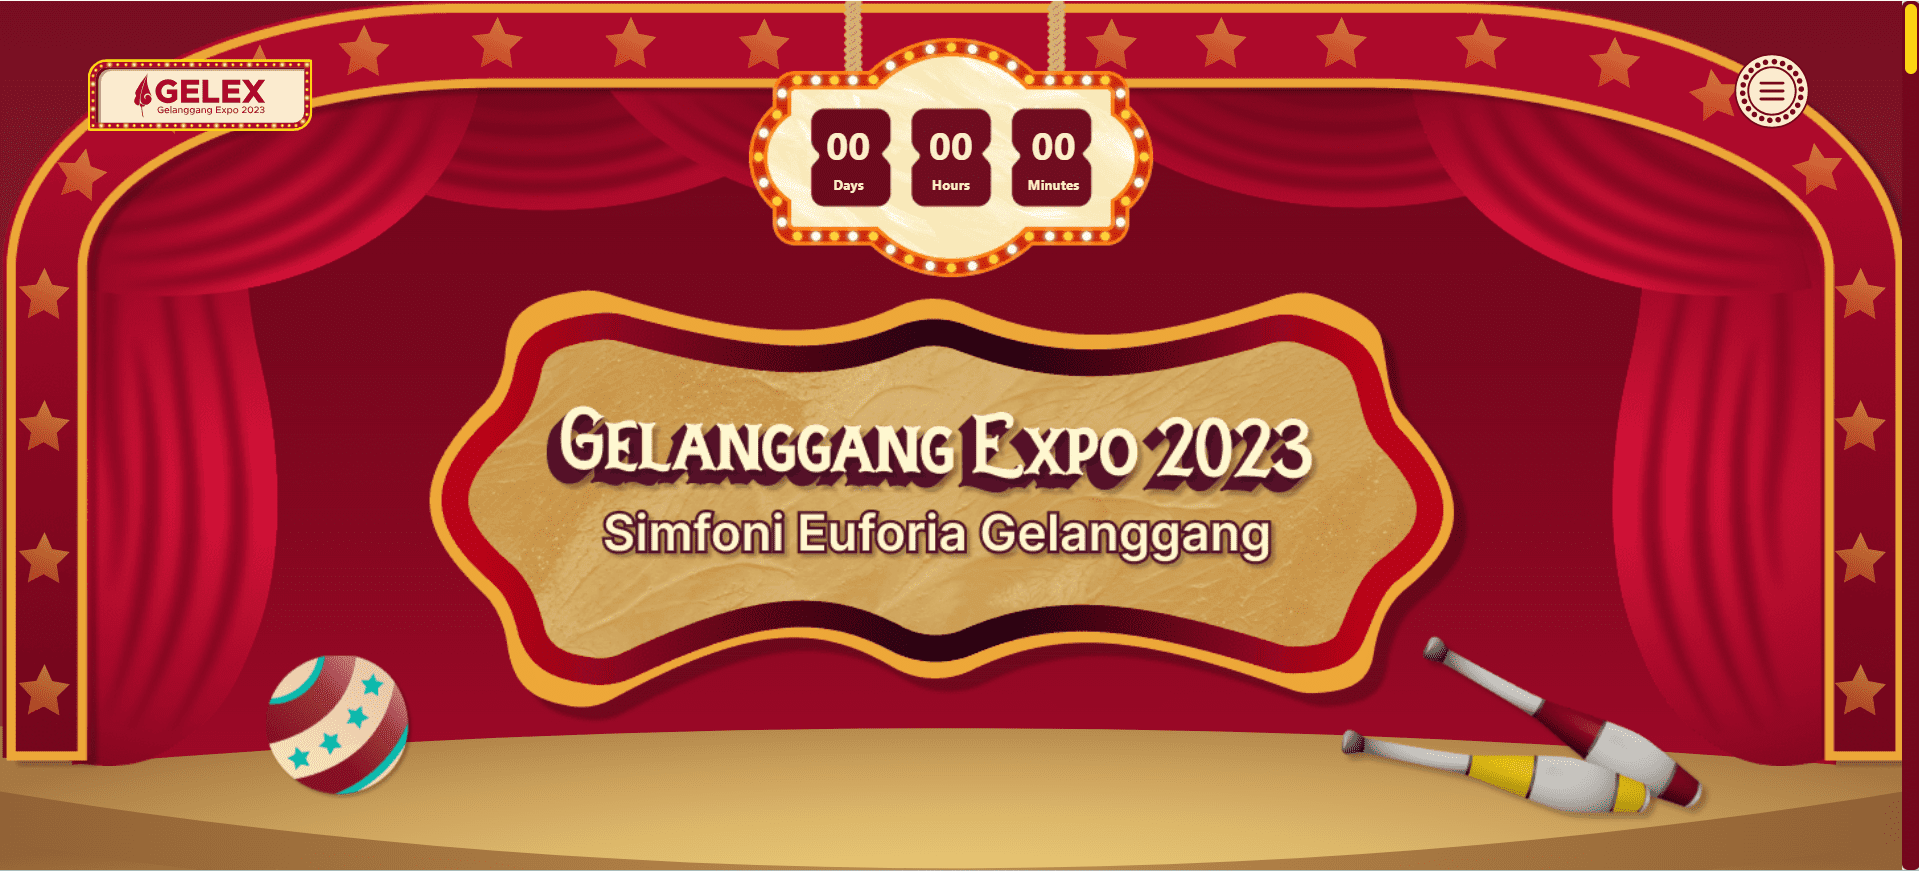 GELEX
Gelanggang Expo 2023
00 00 00
Days Hours Minutes
Gelanggang Expo 2023
Simfoni Euforia Gelanggang